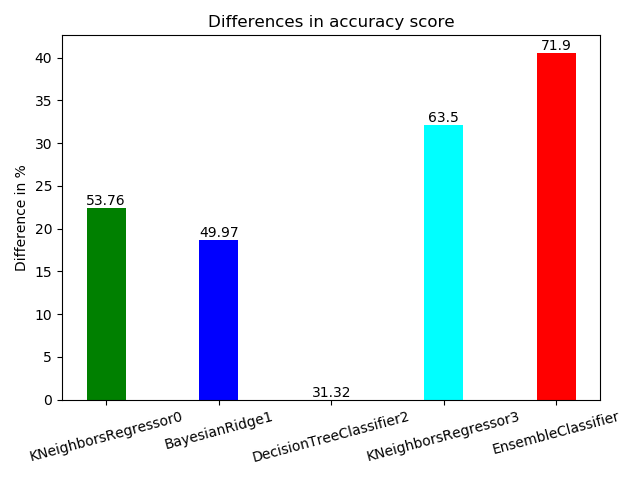 Differences in accuracy score
Difference in %
40
35
30
25
20
15
10
5
0
53.76
49.97
31.32
63.5
71.9
KNeighborsRegressor0
BayesianRidge1
DecisionTreeClassifier2
KNeighborsRegressor3
EnsembleClassifier